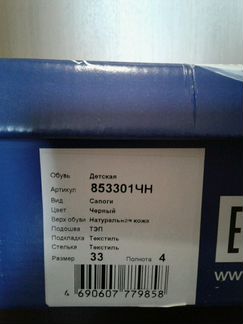 Обувь Детская
Артикул 853301ЧН
Вид Сапоги
Цвет Черный
Верх обуви Натуральная кожа
Подошва ТЭП
Подкладка Текстиль
Стелька Текстиль
Размер 33 Полнота 4
4 690607 779858
www.